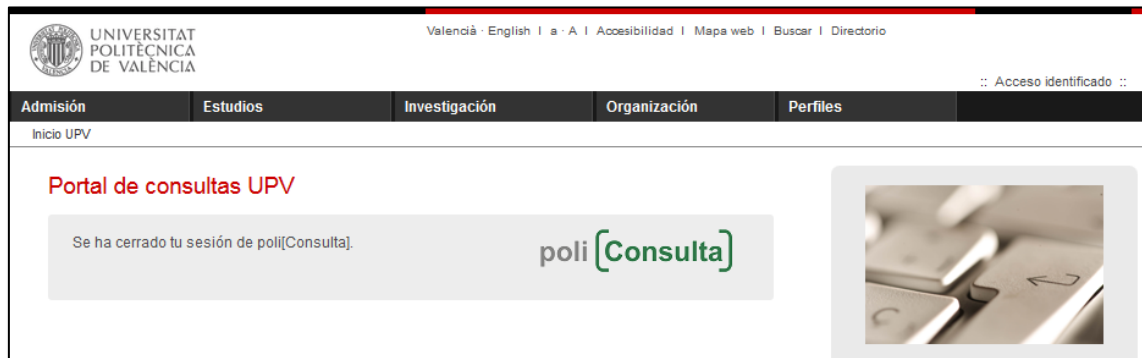 UNIVERSITAT
POLITÈCNICA
DE VALÈNCIA
Valencià · English I a · A I Accesibilidad I Mapa web I Buscar I Directorio
:: Acceso identificado ::
Admisión Estudios Investigación Organización Perfiles
Inicio UPV
Portal de consultas UPV
Se ha cerrado tu sesión de poli[Consulta].
poli [Consulta]